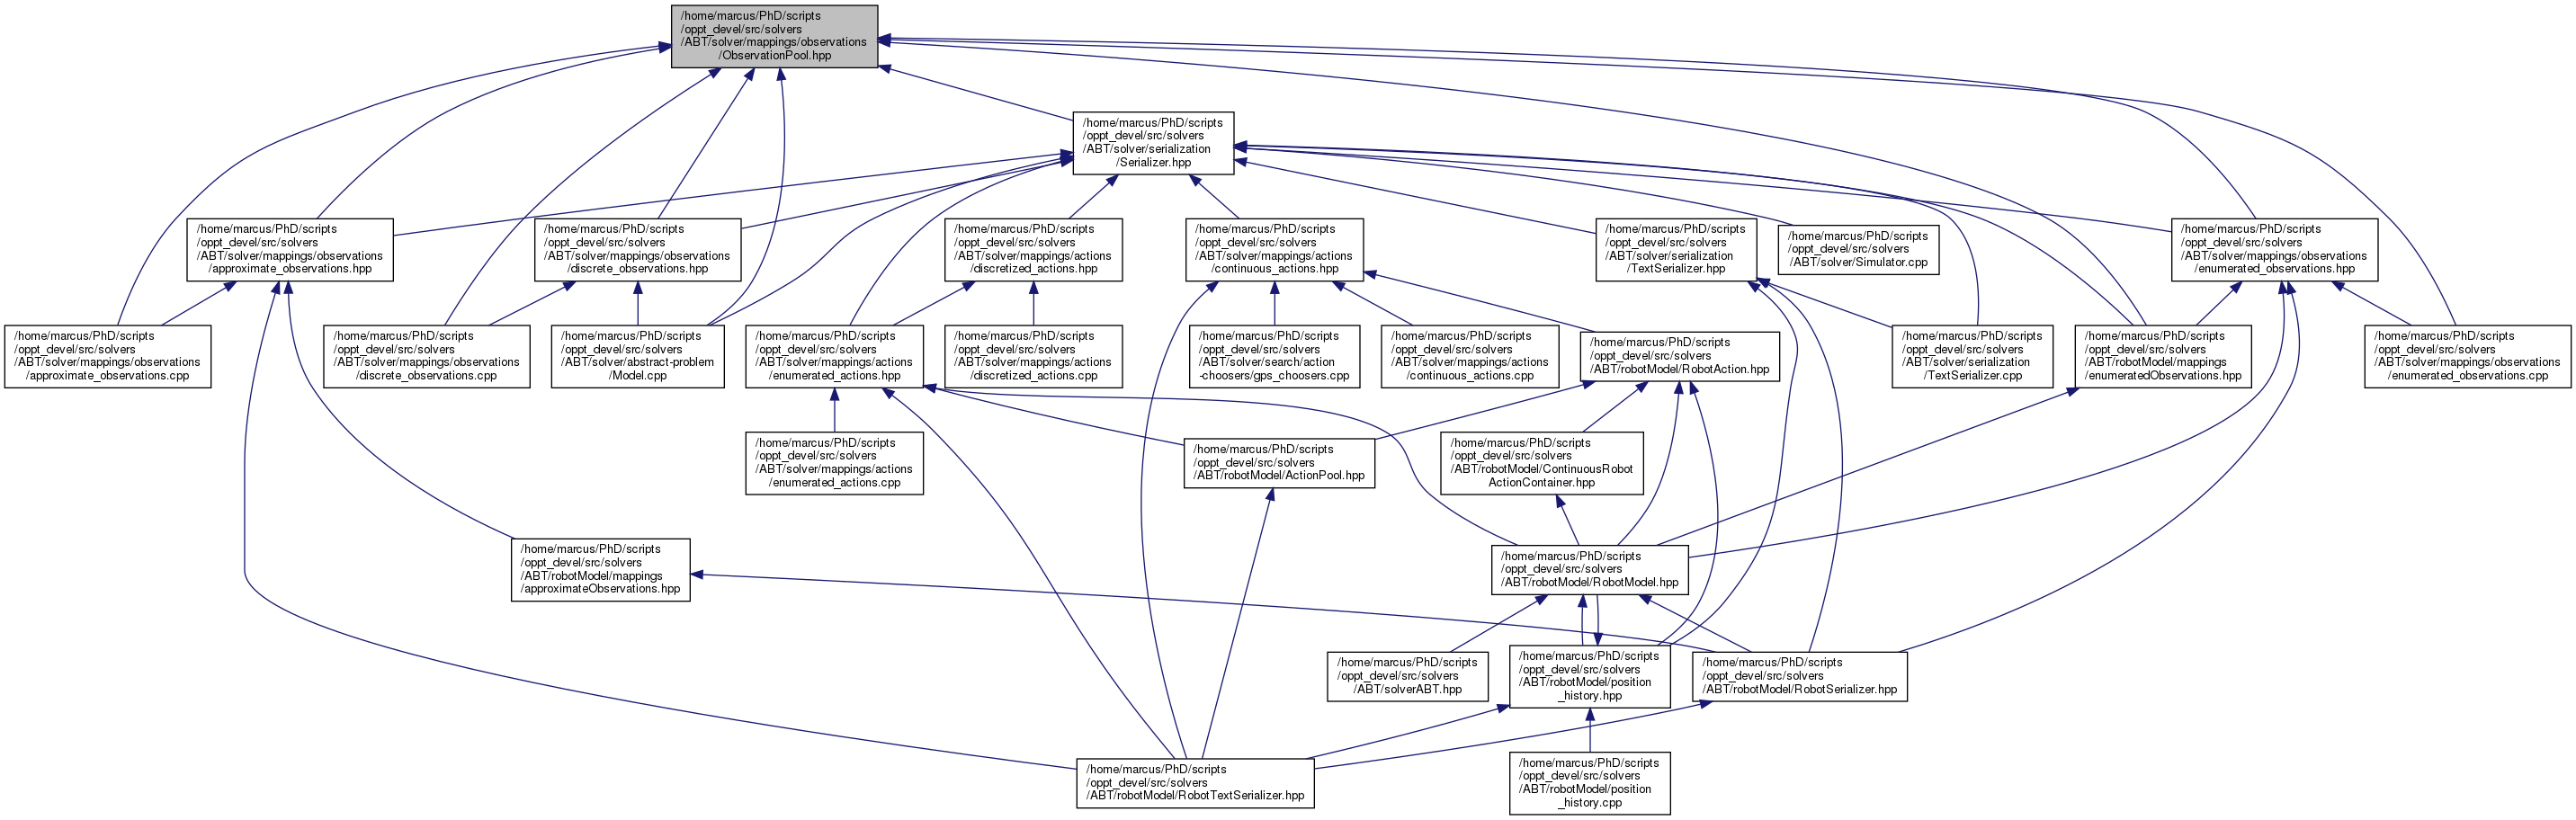 /home/marcus/PhD/scripts
/oppt_devel/src/solvers
/ABT/solver/mappings/observations
/ObservationPool.hpp
/home/marcus/PhD/scripts
/oppt_devel/src/solvers
/ABT/solver/serialization
/Serializer.hpp
/home/marcus/PhD/scripts
/oppt_devel/src/solvers
/ABT/solver/mappings/observations
/approximate_observations.hpp
/home/marcus/PhD/scripts
/oppt_devel/src/solvers
/ABT/solver/mappings/observations
/discrete_observations.hpp
/home/marcus/PhD/scripts
/oppt_devel/src/solvers
/ABT/solver/mappings/actions
/discretized_actions.hpp
/home/marcus/PhD/scripts
/oppt_devel/src/solvers
/ABT/solver/mappings/actions
/continuous_actions.hpp
/home/marcus/PhD/scripts
/oppt_devel/src/solvers
/ABT/solver/serialization
/TextSerializer.hpp
/home/marcus/PhD/scripts
/oppt_devel/src/solvers
/ABT/solver/Simulator.cpp
/home/marcus/PhD/scripts
/oppt_devel/src/solvers
/ABT/solver/mappings/observations
/enumerated_observations.hpp
/home/marcus/PhD/scripts
/oppt_devel/src/solvers
/ABT/solver/mappings/observations
/approximate_observations.cpp
/home/marcus/PhD/scripts
/oppt_devel/src/solvers
/ABT/solver/mappings/observations
/discrete_observations.cpp
/home/marcus/PhD/scripts
/oppt_devel/src/solvers
/ABT/solver/abstract-problem
/Model.cpp
/home/marcus/PhD/scripts
/oppt_devel/src/solvers
/ABT/solver/mappings/actions
/enumerated_actions.hpp
/home/marcus/PhD/scripts
/oppt_devel/src/solvers
/ABT/solver/mappings/actions
/discretized_actions.cpp
/home/marcus/PhD/scripts
/oppt_devel/src/solvers
/ABT/solver/search/action
-choosers/gps_choosers.cpp
/home/marcus/PhD/scripts
/oppt_devel/src/solvers
/ABT/solver/mappings/actions
/continuous_actions.cpp
/home/marcus/PhD/scripts
/oppt_devel/src/solvers
/ABT/robotModel/RobotAction.hpp
/home/marcus/PhD/scripts
/oppt_devel/src/solvers
/ABT/solver/serialization
/TextSerializer.cpp
/home/marcus/PhD/scripts
/oppt_devel/src/solvers
/ABT/robotModel/mappings
/enumeratedObservations.hpp
/home/marcus/PhD/scripts
/oppt_devel/src/solvers
/ABT/solver/mappings/observations
/enumerated_observations.cpp
/home/marcus/PhD/scripts
/oppt_devel/src/solvers
/ABT/solver/mappings/actions
/enumerated_actions.cpp
/home/marcus/PhD/scripts
/oppt_devel/src/solvers
/ABT/robotModel/ActionPool.hpp
/home/marcus/PhD/scripts
/oppt_devel/src/solvers
/ABT/robotModel/ContinuousRobot
ActionContainer.hpp
/home/marcus/PhD/scripts
/oppt_devel/src/solvers
/ABT/robotModel/mappings
/approximateObservations.hpp
/home/marcus/PhD/scripts
/oppt_devel/src/solvers
/ABT/robotModel/RobotModel.hpp
/home/marcus/PhD/scripts
/oppt_devel/src/solvers
/ABT/solverABT.hpp
/home/marcus/PhD/scripts
/oppt_devel/src/solvers
/ABT/robotModel/position
_history.hpp
/home/marcus/PhD/scripts
/oppt_devel/src/solvers
/ABT/robotModel/RobotSerializer.hpp
/home/marcus/PhD/scripts
/oppt_devel/src/solvers
/ABT/robotModel/RobotTextSerializer.hpp
/home/marcus/PhD/scripts
/oppt_devel/src/solvers
/ABT/robotModel/position
_history.cpp